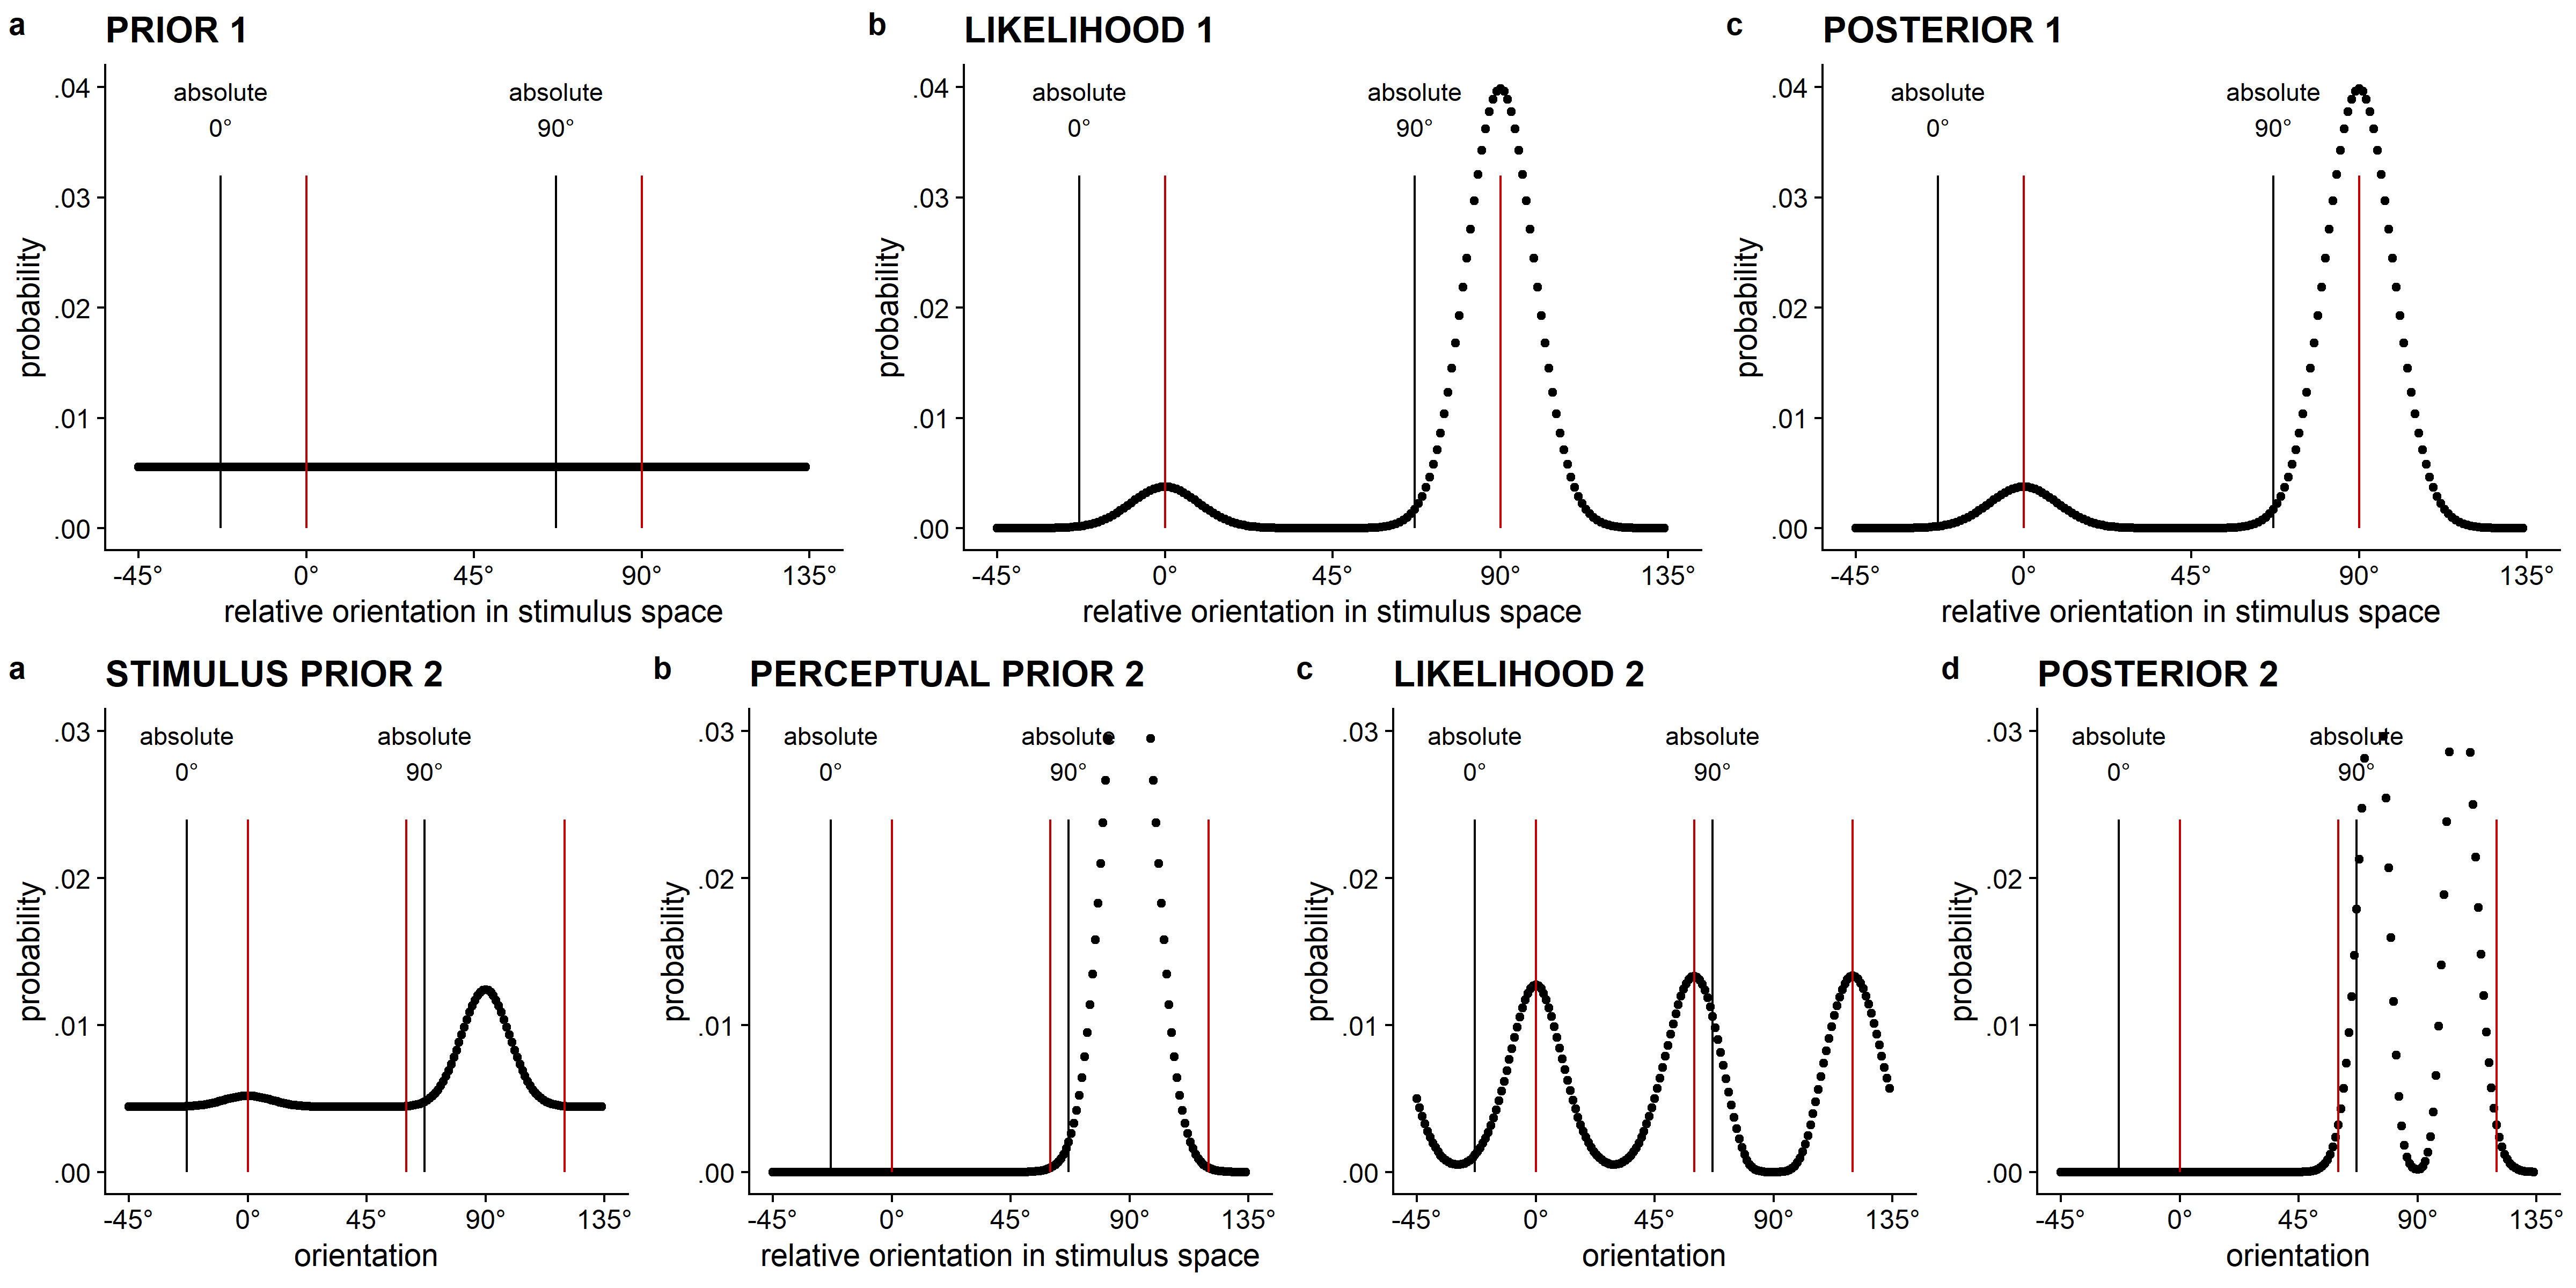 a PRIOR 1
.04
.03
.02
.01
.00
probability
absolute
0°
absolute
90°
-45° 0° 45° 90° 135°
relative orientation in stimulus space
b LIKELIHOOD 1
.04
.03
.02
.01
.00
probability
absolute
0°
absolute
90°
-45° 0° 45° 90° 135°
relative orientation in stimulus space
c POSTERIOR 1
.04
.03
.02
.01
.00
probability
absolute
0°
absolute
90°
-45° 0° 45° 90° 135°
relative orientation in stimulus space
a STIMULUS PRIOR 2
.03
.02
.01
.00
probability
absolute
0°
absolute
90°
-45° 0° 45° 90° 135°
orientation
b PERCEPTUAL PRIOR 2
.03
.02
.01
.00
probability
absolute
0°
absolute
90°
-45° 0° 45° 90° 135°
relative orientation in stimulus space
c LIKELIHOOD 2
.03
.02
.01
.00
probability
absolute
0°
absolute
90°
-45° 0° 45° 90° 135°
orientation
d POSTERIOR 2
.03
.02
.01
.00
probability
absolute
0°
absolute
90°
-45° 0° 45° 90° 135°
orientation